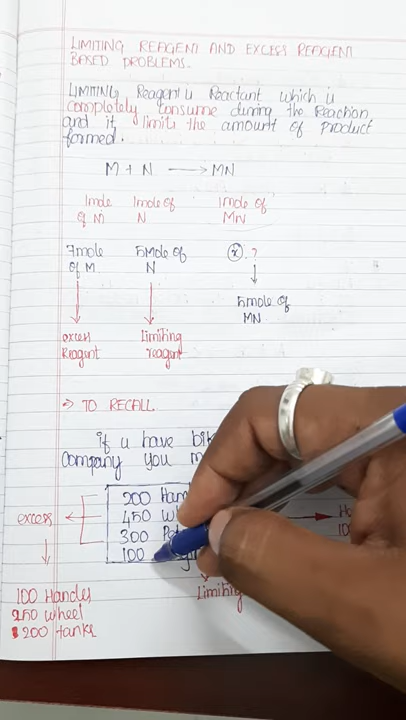 LIMITING REAGENT AND EXCESS REAGENT
BASED PROBLEMS.
LIMITING Reagent is Reactant which is
completely consume during the Reaction
and it limits the amount of product
formed.
M + N → MN
1mole of M
1mole of N
1mole of MN
7mole of M
5Mole of N
(x).?
5mole of MN
excess Reagent
Limiting reagent
→ TO RECALL
if u have
Company you
200
450
300
100
excess
100 Handles
250 wheel
200 tanks